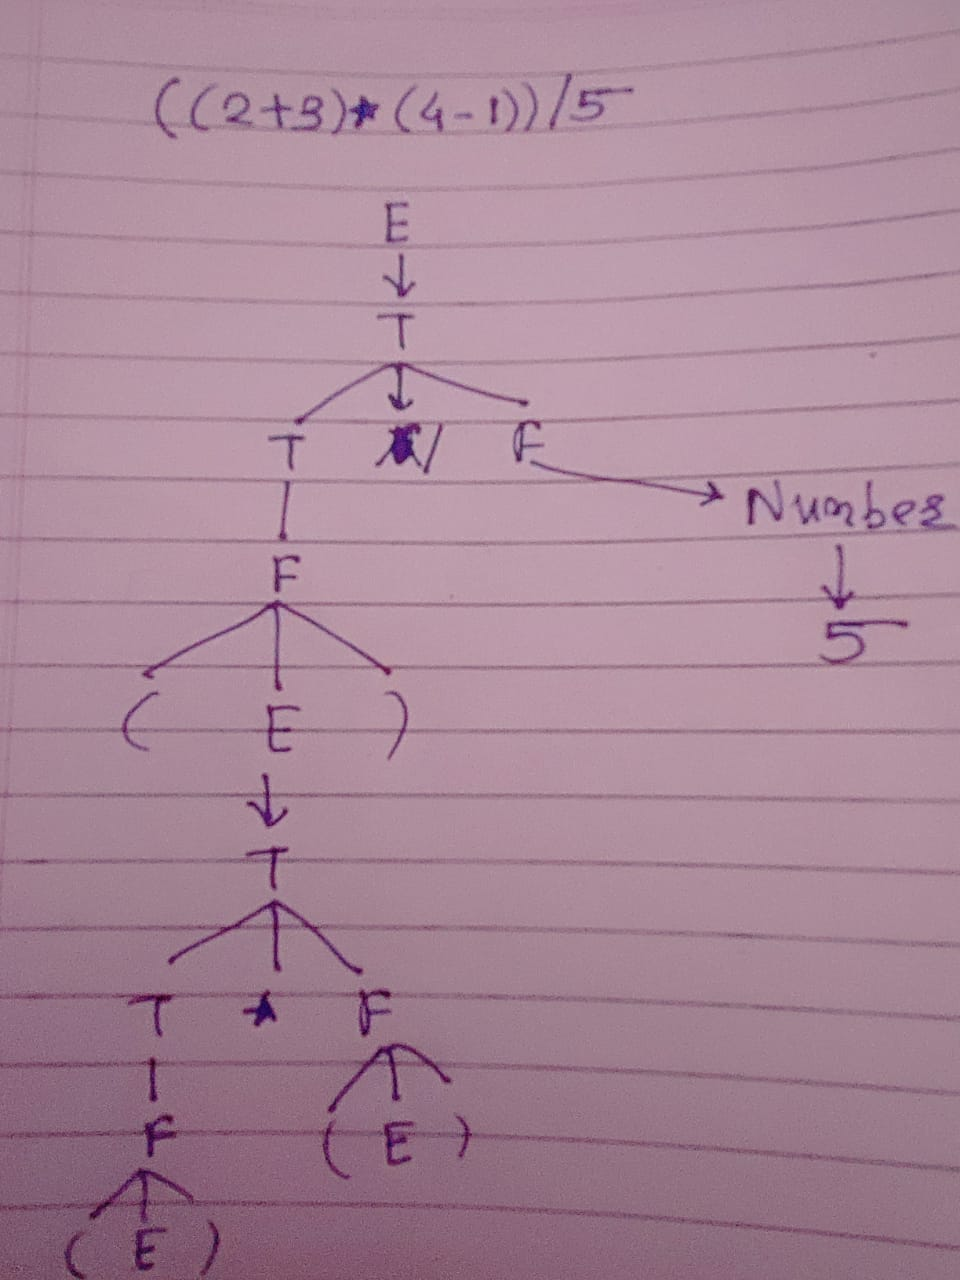 ((2+3)*(4-1))/5
E
↓
T
T / F
Number
F
↓
5
( E )
↓
T
T * F
F
( E )
( E )